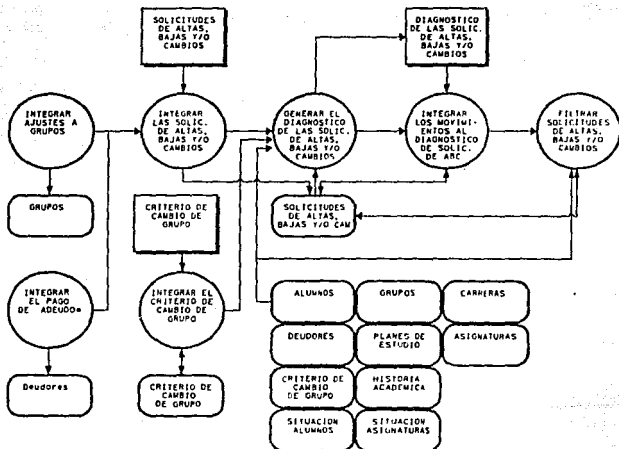 SOLICITUDES
DE ALTAS,
BAJAS Y/O
CAMBIOS
DIAGNOSTICO
DE LAS SOLIC.
DE ALTAS,
BAJAS Y/O
CAMBIOS
INTEGRAR
AJUSTES A
GRUPOS
INTEGRAR
LAS SOLIC.
DE ALTAS,
BAJAS Y/O
CAMBIOS
GENERAR EL
DIAGNOSTICO
DE LAS SOLIC.
DE ALTAS,
BAJAS Y/O
CAMBIOS
INTEGRAR
LOS MOVIMI-
ENTOS AL
DIAGNOSTICO
DE SOLIC.
DE ABC
FILTRAR
SOLICITUDES
DE ALTAS,
BAJAS Y/O
CAMBIOS
GRUPOS
CRITERIO DE
CAMBIO DE
GRUPO
SOLICITUDES
DE ALTAS,
BAJAS Y/O CAM
INTEGRAR
EL PAGO
DE ADEUDO
INTEGRAR EL
CRITERIO DE
CAMBIO DE
GRUPO
Deudores
CRITERIO DE
CAMBIO DE
GRUPO
ALUMNOS
GRUPOS
CARRERAS
DEUDORES
PLANES DE
ESTUDIO
ASIGNATURAS
CRITERIO DE
CAMBIO
DE GRUPO
HISTORIA
ACADEMICA
SITUACION
ALUMNOS
SITUACION
ASIGNATURAS